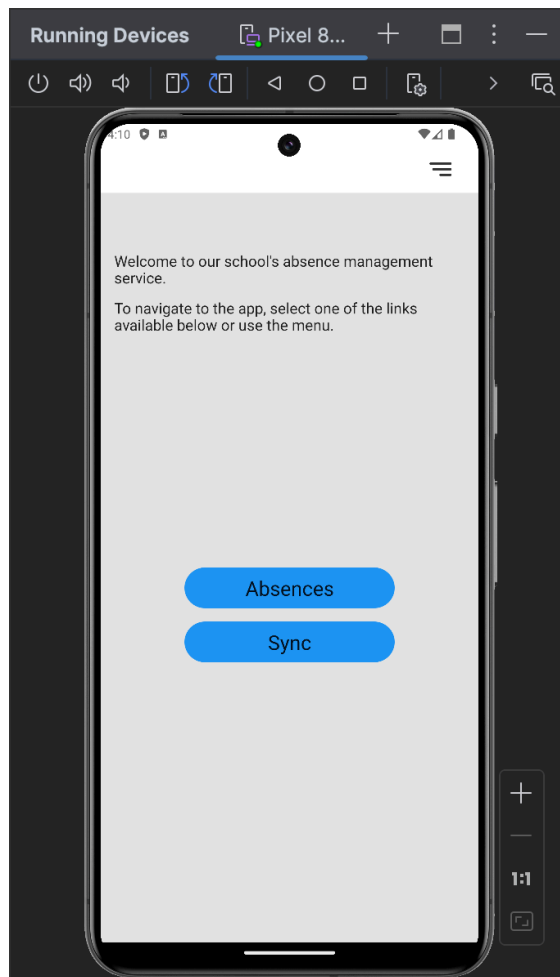 Running Devices
Pixel 8...
4:10
Welcome to our school's absence management
service.
To navigate to the app, select one of the links
available below or use the menu.
Absences
Sync
1:1